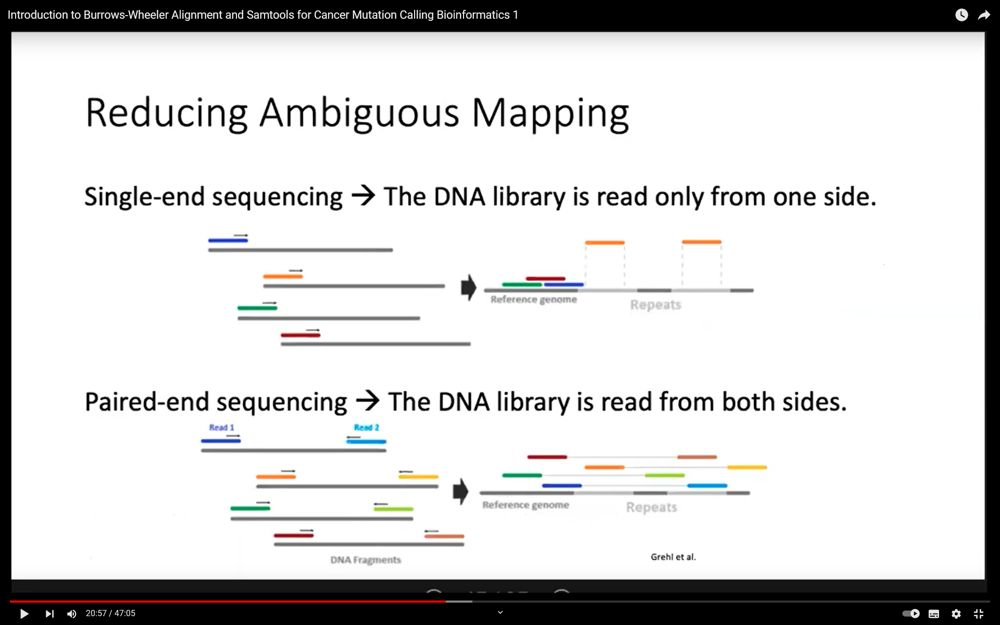 Introduction to Burrows-Wheeler Alignment and Samtools for Cancer Mutation Calling Bioinformatics 1
Reducing Ambiguous Mapping
Single-end sequencing → The DNA library is read only from one side.
Reference genome
Repeats
Paired-end sequencing → The DNA library is read from both sides.
Read 1
Read 2
Reference genome
Repeats
DNA Fragments
Grehl et al.
20:57 / 47:05